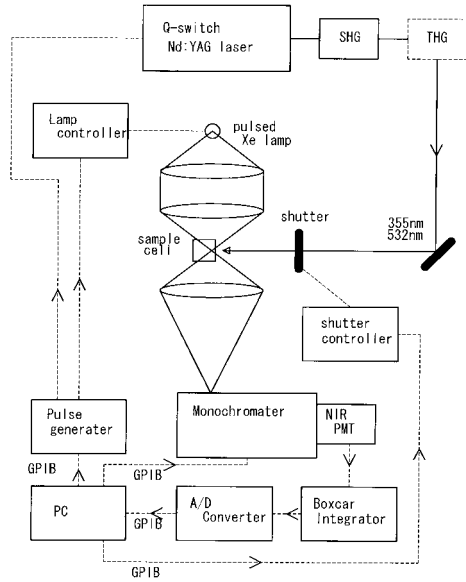 Q-switch
Nd:YAG laser
SHG
THG
Lamp
controller
pulsed
Xe lamp
shutter
355nm
532nm
sample
cell
shutter
controller
Monochromater
NIR
PMT
Pulse
generater
GPIB
GPIB
PC
GPIB
A/D
Converter
Boxcar
Integrator
GPIB